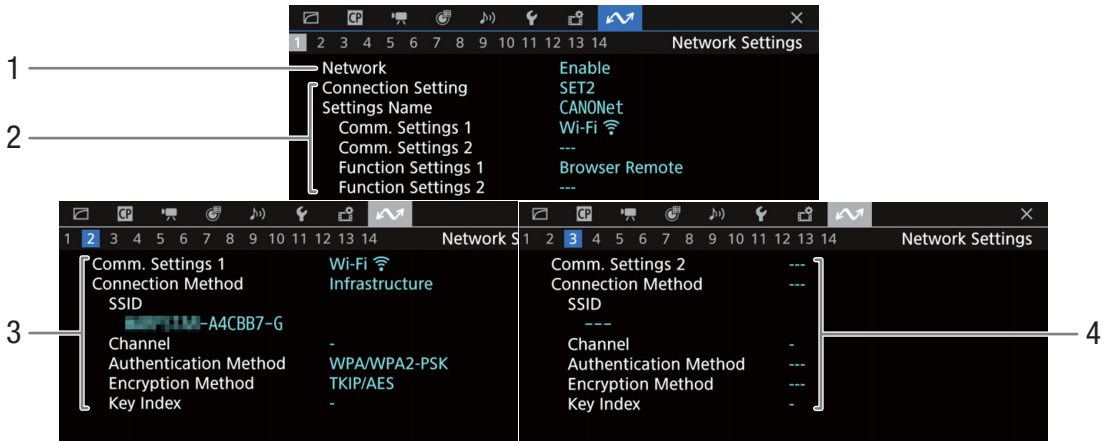 CP
1 2 3 4 5 6 7 8 9 10 11 12 13 14 Network Settings
1
Network Enable
Connection Setting SET2
Settings Name CANONet
2
Comm. Settings 1 Wi-Fi
Comm. Settings 2 ---
Function Settings 1 Browser Remote
Function Settings 2 ---
CP
1 2 3 4 5 6 7 8 9 10 11 12 13 14 Network S
Comm. Settings 1 Wi-Fi
Connection Method Infrastructure
SSID
3
-A4CBB7-G
Channel -
Authentication Method WPA/WPA2-PSK
Encryption Method TKIP/AES
Key Index -
CP
1 2 3 4 5 6 7 8 9 10 11 12 13 14 Network Settings
Comm. Settings 2 ---
Connection Method ---
SSID
---
4
Channel -
Authentication Method ---
Encryption Method ---
Key Index -